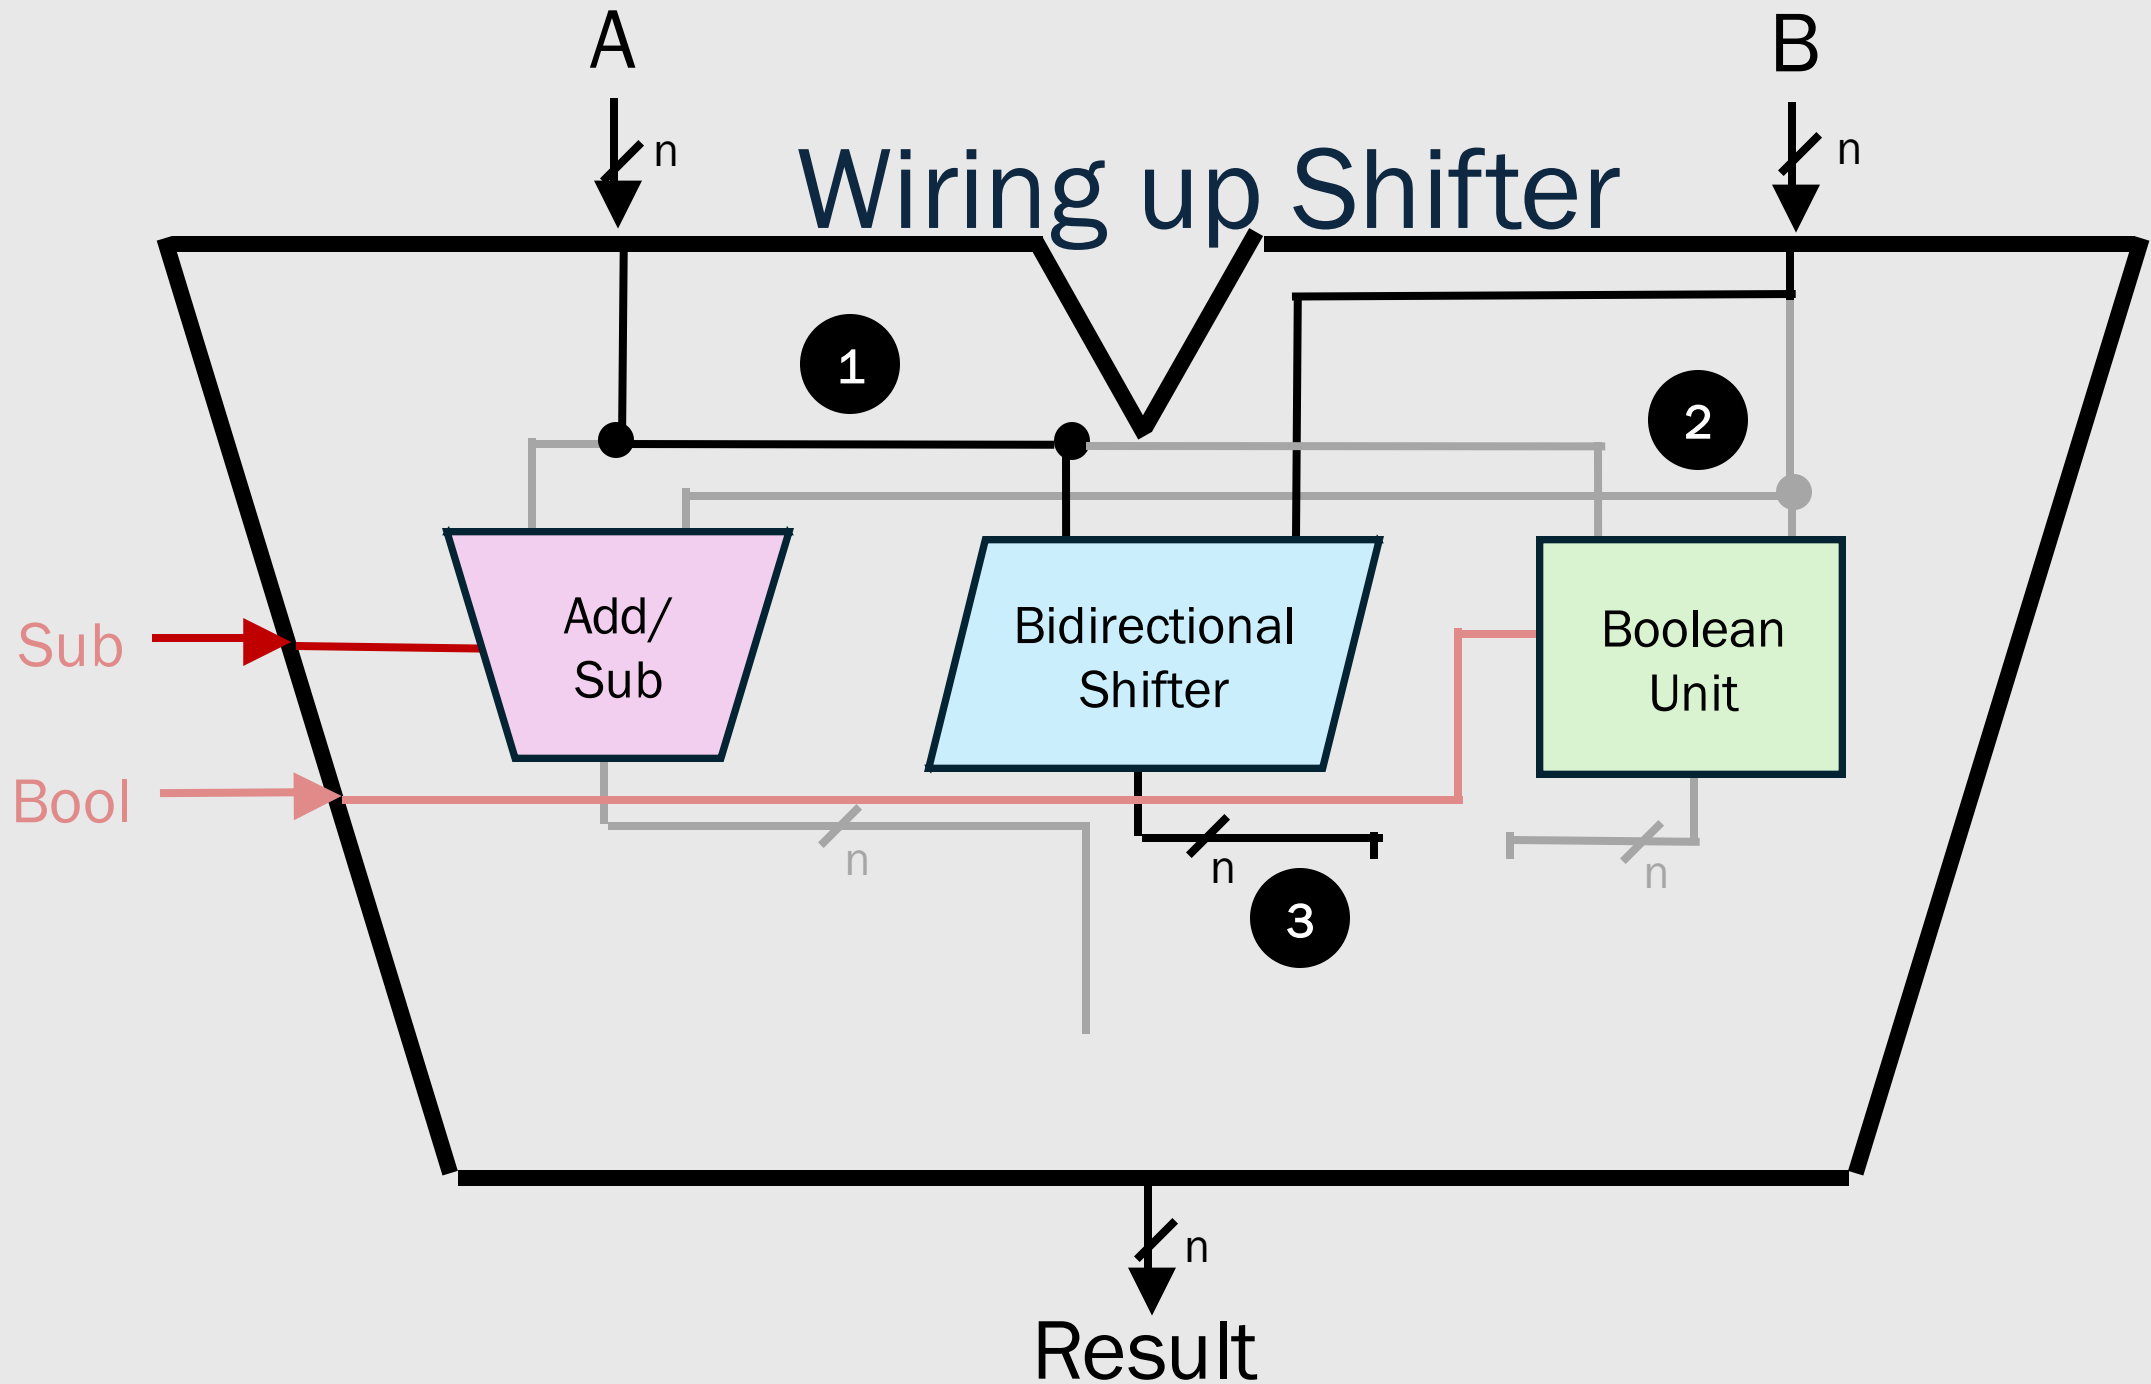 A
B
n
n
Wiring up Shifter
1
2
Add/
Sub
Bidirectional
Shifter
Boolean
Unit
Sub
Bool
n
n
n
3
n
Result